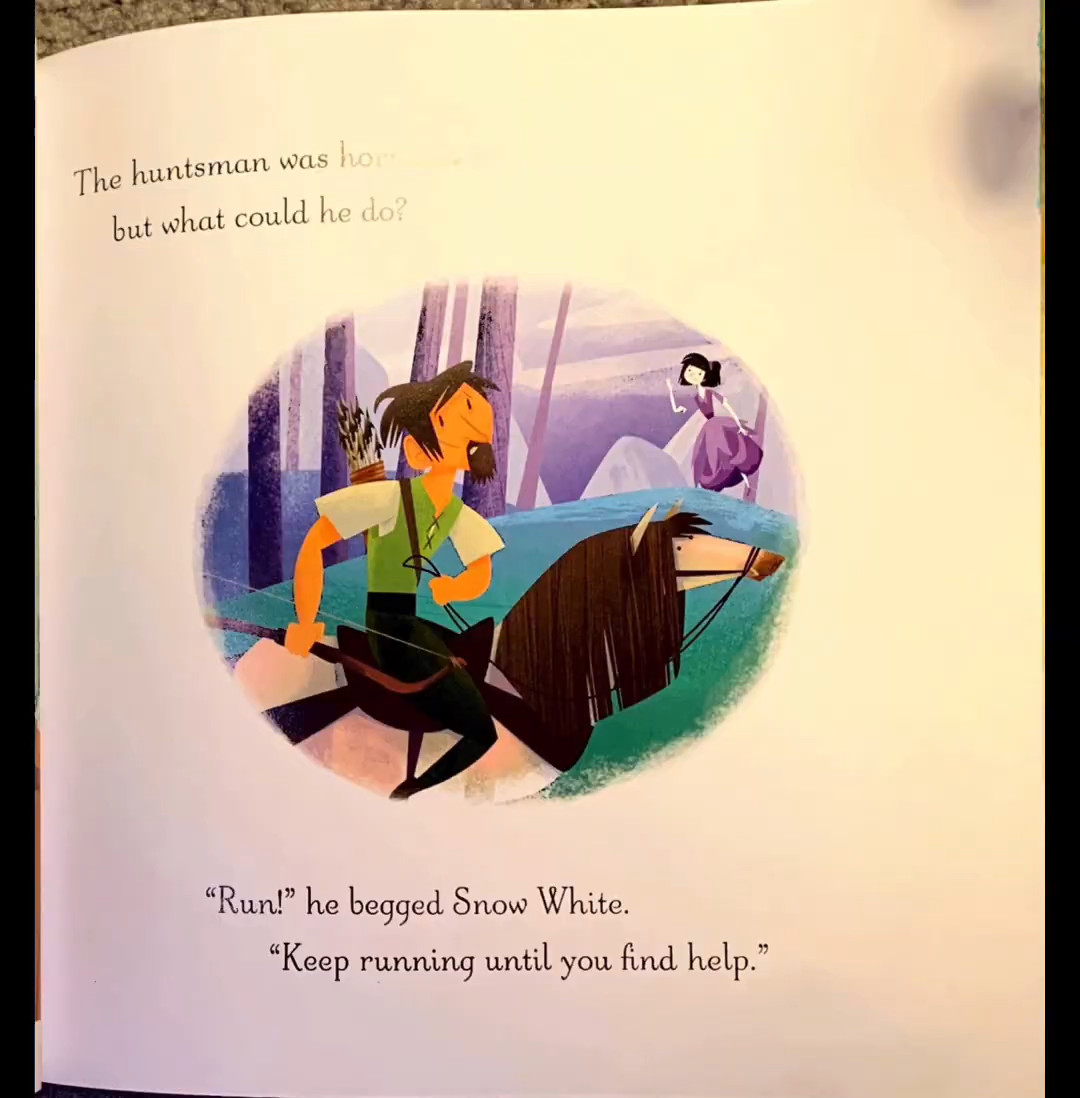 The huntsman was
but what could he do?
“Run!” he begged Snow White.
“Keep running until you find help.”